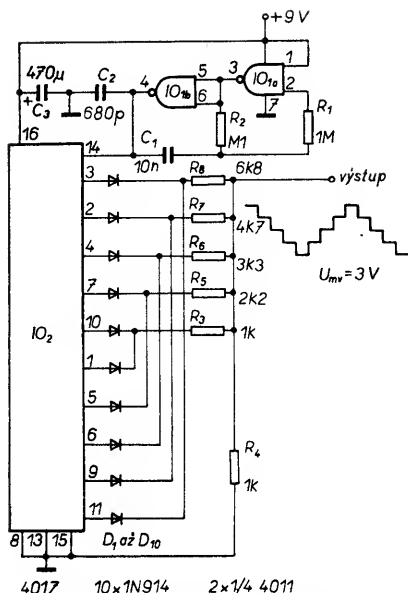 +9V
470µ
C₂
4
IO1b
5
6
3
IO1a
1
2
7
+
C₃
680p
R₂
M1
R₁
1M
16
14
C₁
10n
3
R₈
6K8
výstup
2
R₇
4K7
4
R₆
3K3
7
R₅
2K2
Umv=3V
IO₂
10
R₃
1K
1
5
6
9
R₄
1K
11
8
13
15
D₁ až D₁₀
4017
10×1N914
2×1/4 4011